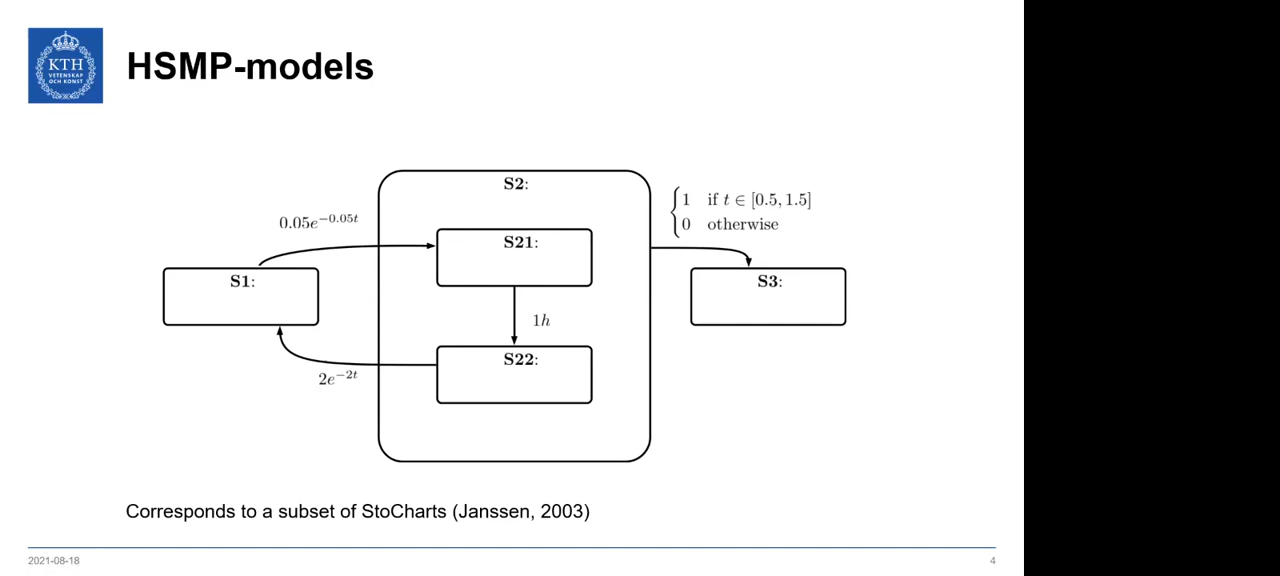 KTH
VETENSKAP
OCH KONST
HSMP-models
S2:
0.05e^{-0.05t}
{1 if t ∈ [0.5, 1.5]
0 otherwise
S21:
S1:
S3:
1h
S22:
2e^{-2t}
Corresponds to a subset of StoCharts (Janssen, 2003)
2021-08-18
4